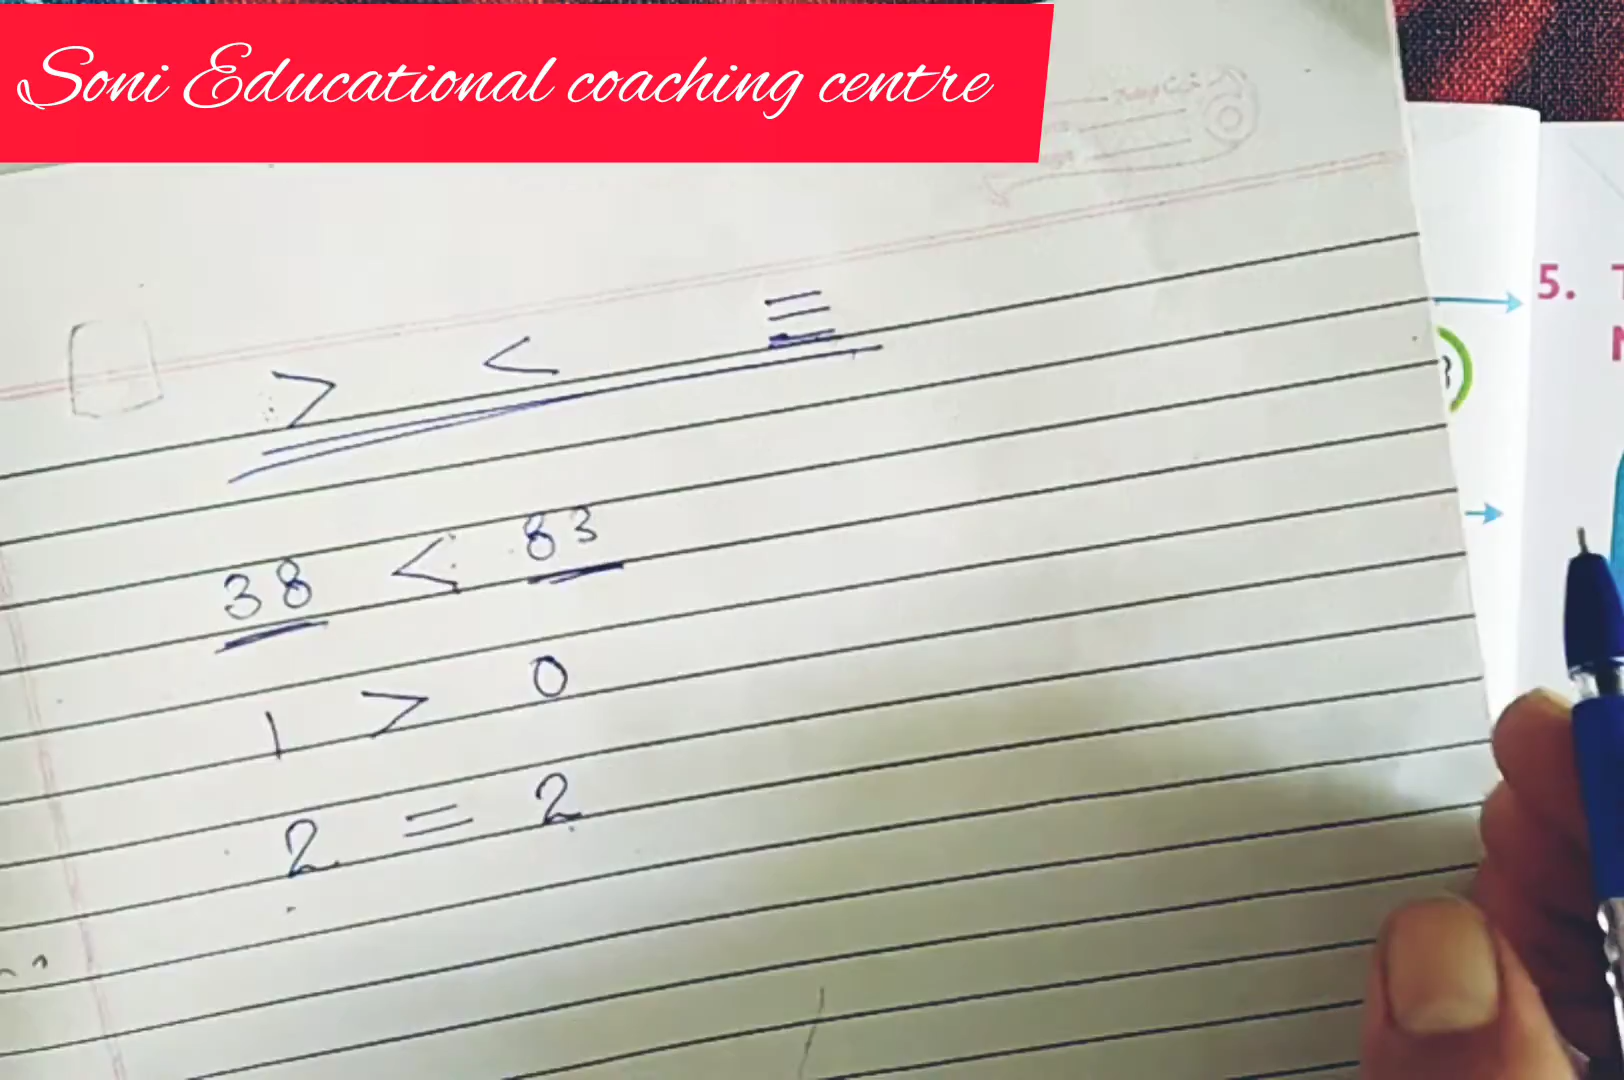 Soni Educational coaching centre
> < =
38 < 83
1 > 0
2 = 2
5.